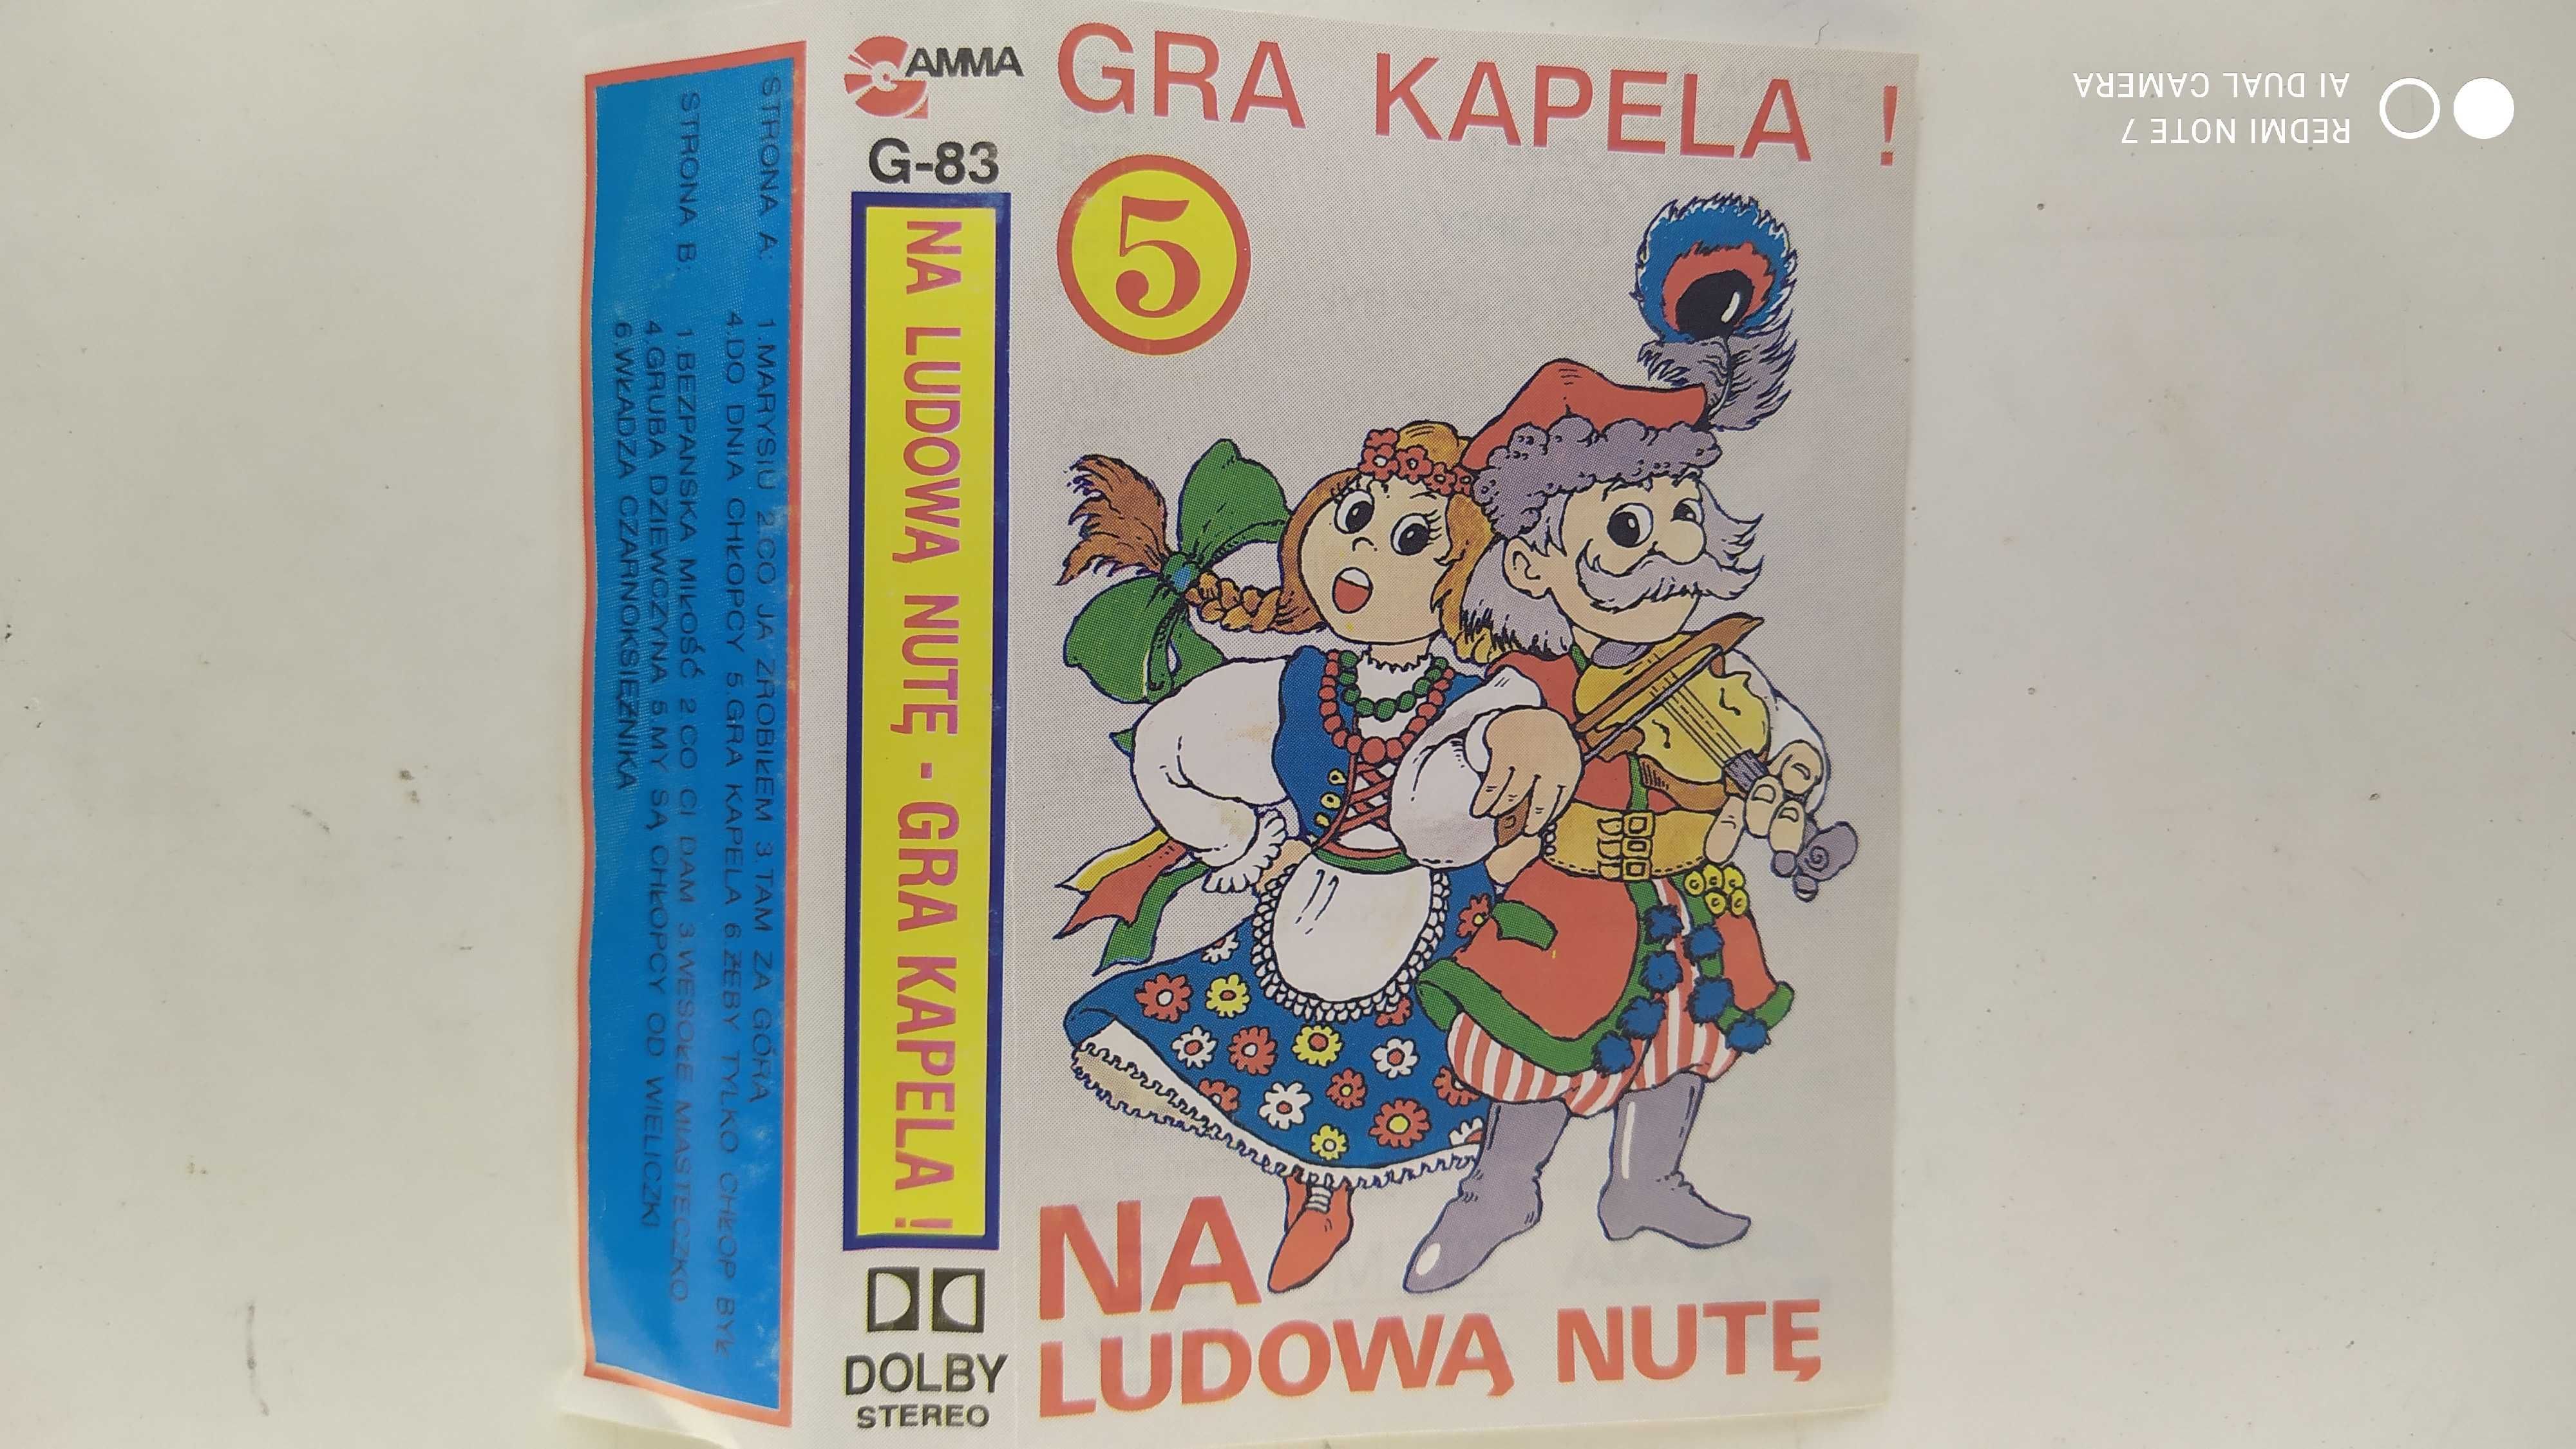 STRONA A: 1.MARYSIU 2.CO JA ZROBIŁEM 3.TAM ZA GÓRĄ
4.DO DNIA CHŁOPCY 5.GRA KAPELA 6.ŻEBY TYLKO CHŁOP BYŁ
STRONA B: 1.BEZPAŃSKA MIŁOŚĆ 2.CO CI DAM 3.WESOŁE MIASTECZKO
4.GRUBA DZIEWCZYNA 5.MY SĄ CHŁOPCY OD WIELICZKI
6.WŁADZA CZARNOKSIĘŻNIKA
GAMMA
G-83
NA LUDOWĄ NUTĘ - GRA KAPELA !
DOLBY
STEREO
GRA KAPELA !
5
NA
LUDOWĄ NUTĘ
REDMI NOTE 7
AI DUAL CAMERA